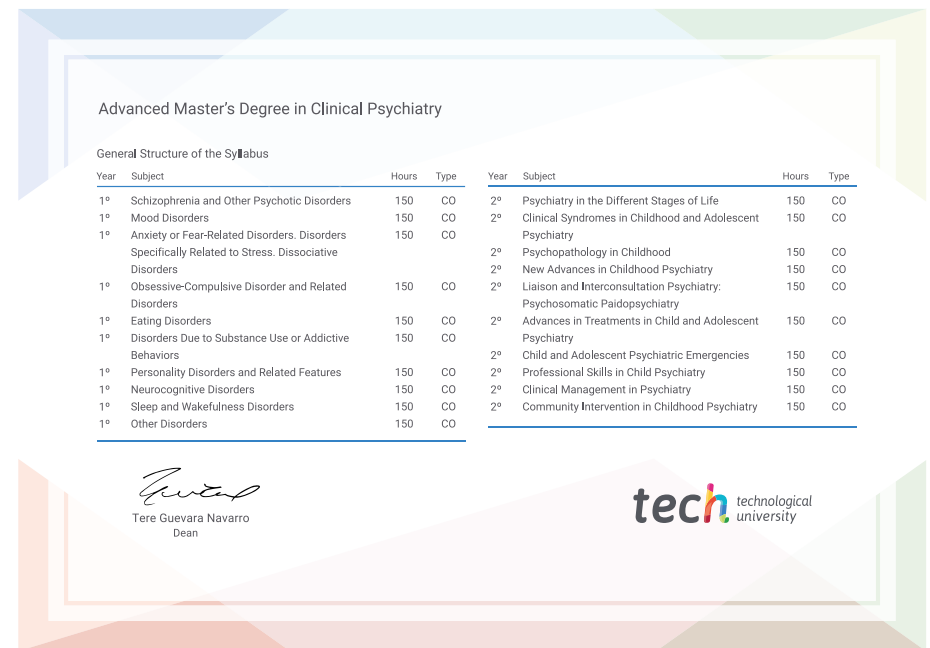 Advanced Master's Degree in Clinical Psychiatry
General Structure of the Syllabus
Year Subject Hours Type
1º Schizophrenia and Other Psychotic Disorders 150 CO
1º Mood Disorders 150 CO
1º Anxiety or Fear-Related Disorders. Disorders 150 CO
Specifically Related to Stress. Dissociative
Disorders
1º Obsessive-Compulsive Disorder and Related 150 CO
Disorders
1º Eating Disorders 150 CO
1º Disorders Due to Substance Use or Addictive 150 CO
Behaviors
1º Personality Disorders and Related Features 150 CO
1º Neurocognitive Disorders 150 CO
1º Sleep and Wakefulness Disorders 150 CO
1º Other Disorders 150 CO
Year Subject Hours Type
2º Psychiatry in the Different Stages of Life 150 CO
2º Clinical Syndromes in Childhood and Adolescent 150 CO
Psychiatry
2º Psychopathology in Childhood 150 CO
2º New Advances in Childhood Psychiatry 150 CO
2º Liaison and Interconsultation Psychiatry: 150 CO
Psychosomatic Paidopsychiatry
2º Advances in Treatments in Child and Adolescent 150 CO
Psychiatry
2º Child and Adolescent Psychiatric Emergencies 150 CO
2º Professional Skills in Child Psychiatry 150 CO
2º Clinical Management in Psychiatry 150 CO
2º Community Intervention in Childhood Psychiatry 150 CO
Tere Guevara Navarro
Dean
tech technological
university